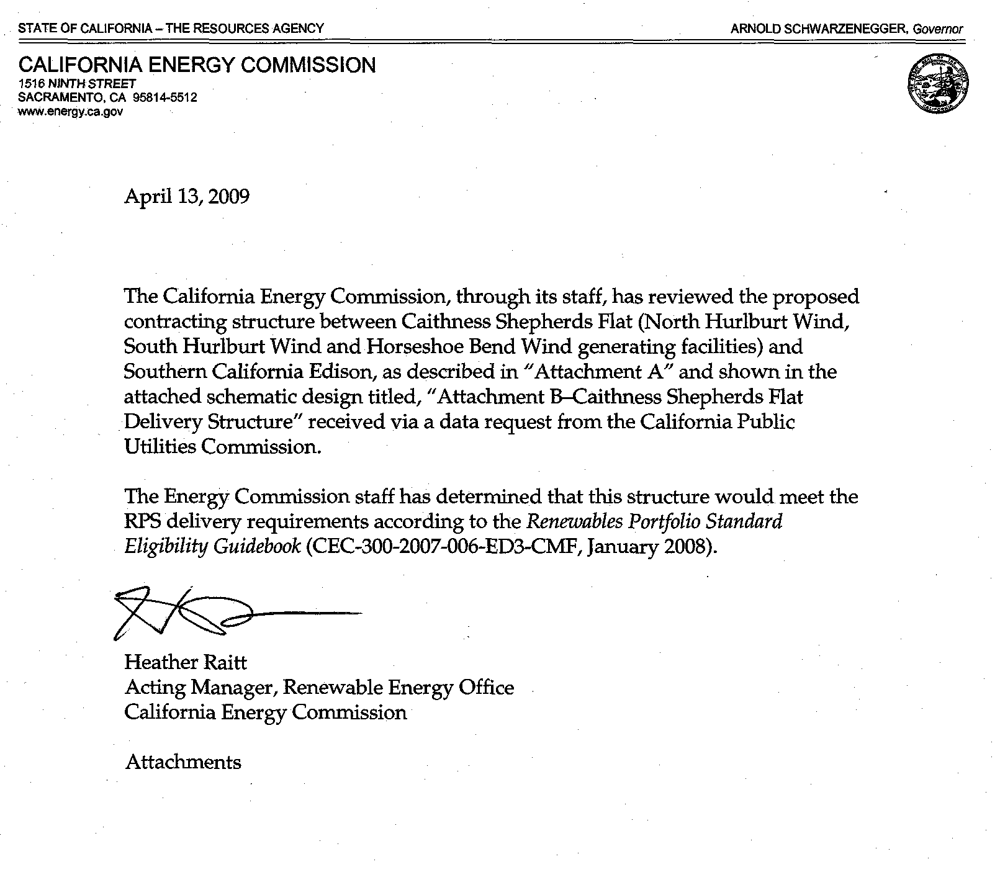 STATE OF CALIFORNIA – THE RESOURCES AGENCY
ARNOLD SCHWARZENEGGER, Governor
CALIFORNIA ENERGY COMMISSION
1516 NINTH STREET
SACRAMENTO, CA 95814-5512
www.energy.ca.gov
April 13, 2009
The California Energy Commission, through its staff, has reviewed the proposed
contracting structure between Caithness Shepherds Flat (North Hurlburt Wind,
South Hurlburt Wind and Horseshoe Bend Wind generating facilities) and
Southern California Edison, as described in "Attachment A" and shown in the
attached schematic design titled, "Attachment B–Caithness Shepherds Flat
Delivery Structure" received via a data request from the California Public
Utilities Commission.
The Energy Commission staff has determined that this structure would meet the
RPS delivery requirements according to the Renewables Portfolio Standard
Eligibility Guidebook (CEC-300-2007-006-ED3-CMF, January 2008).
Heather Raitt
Acting Manager, Renewable Energy Office
California Energy Commission
Attachments